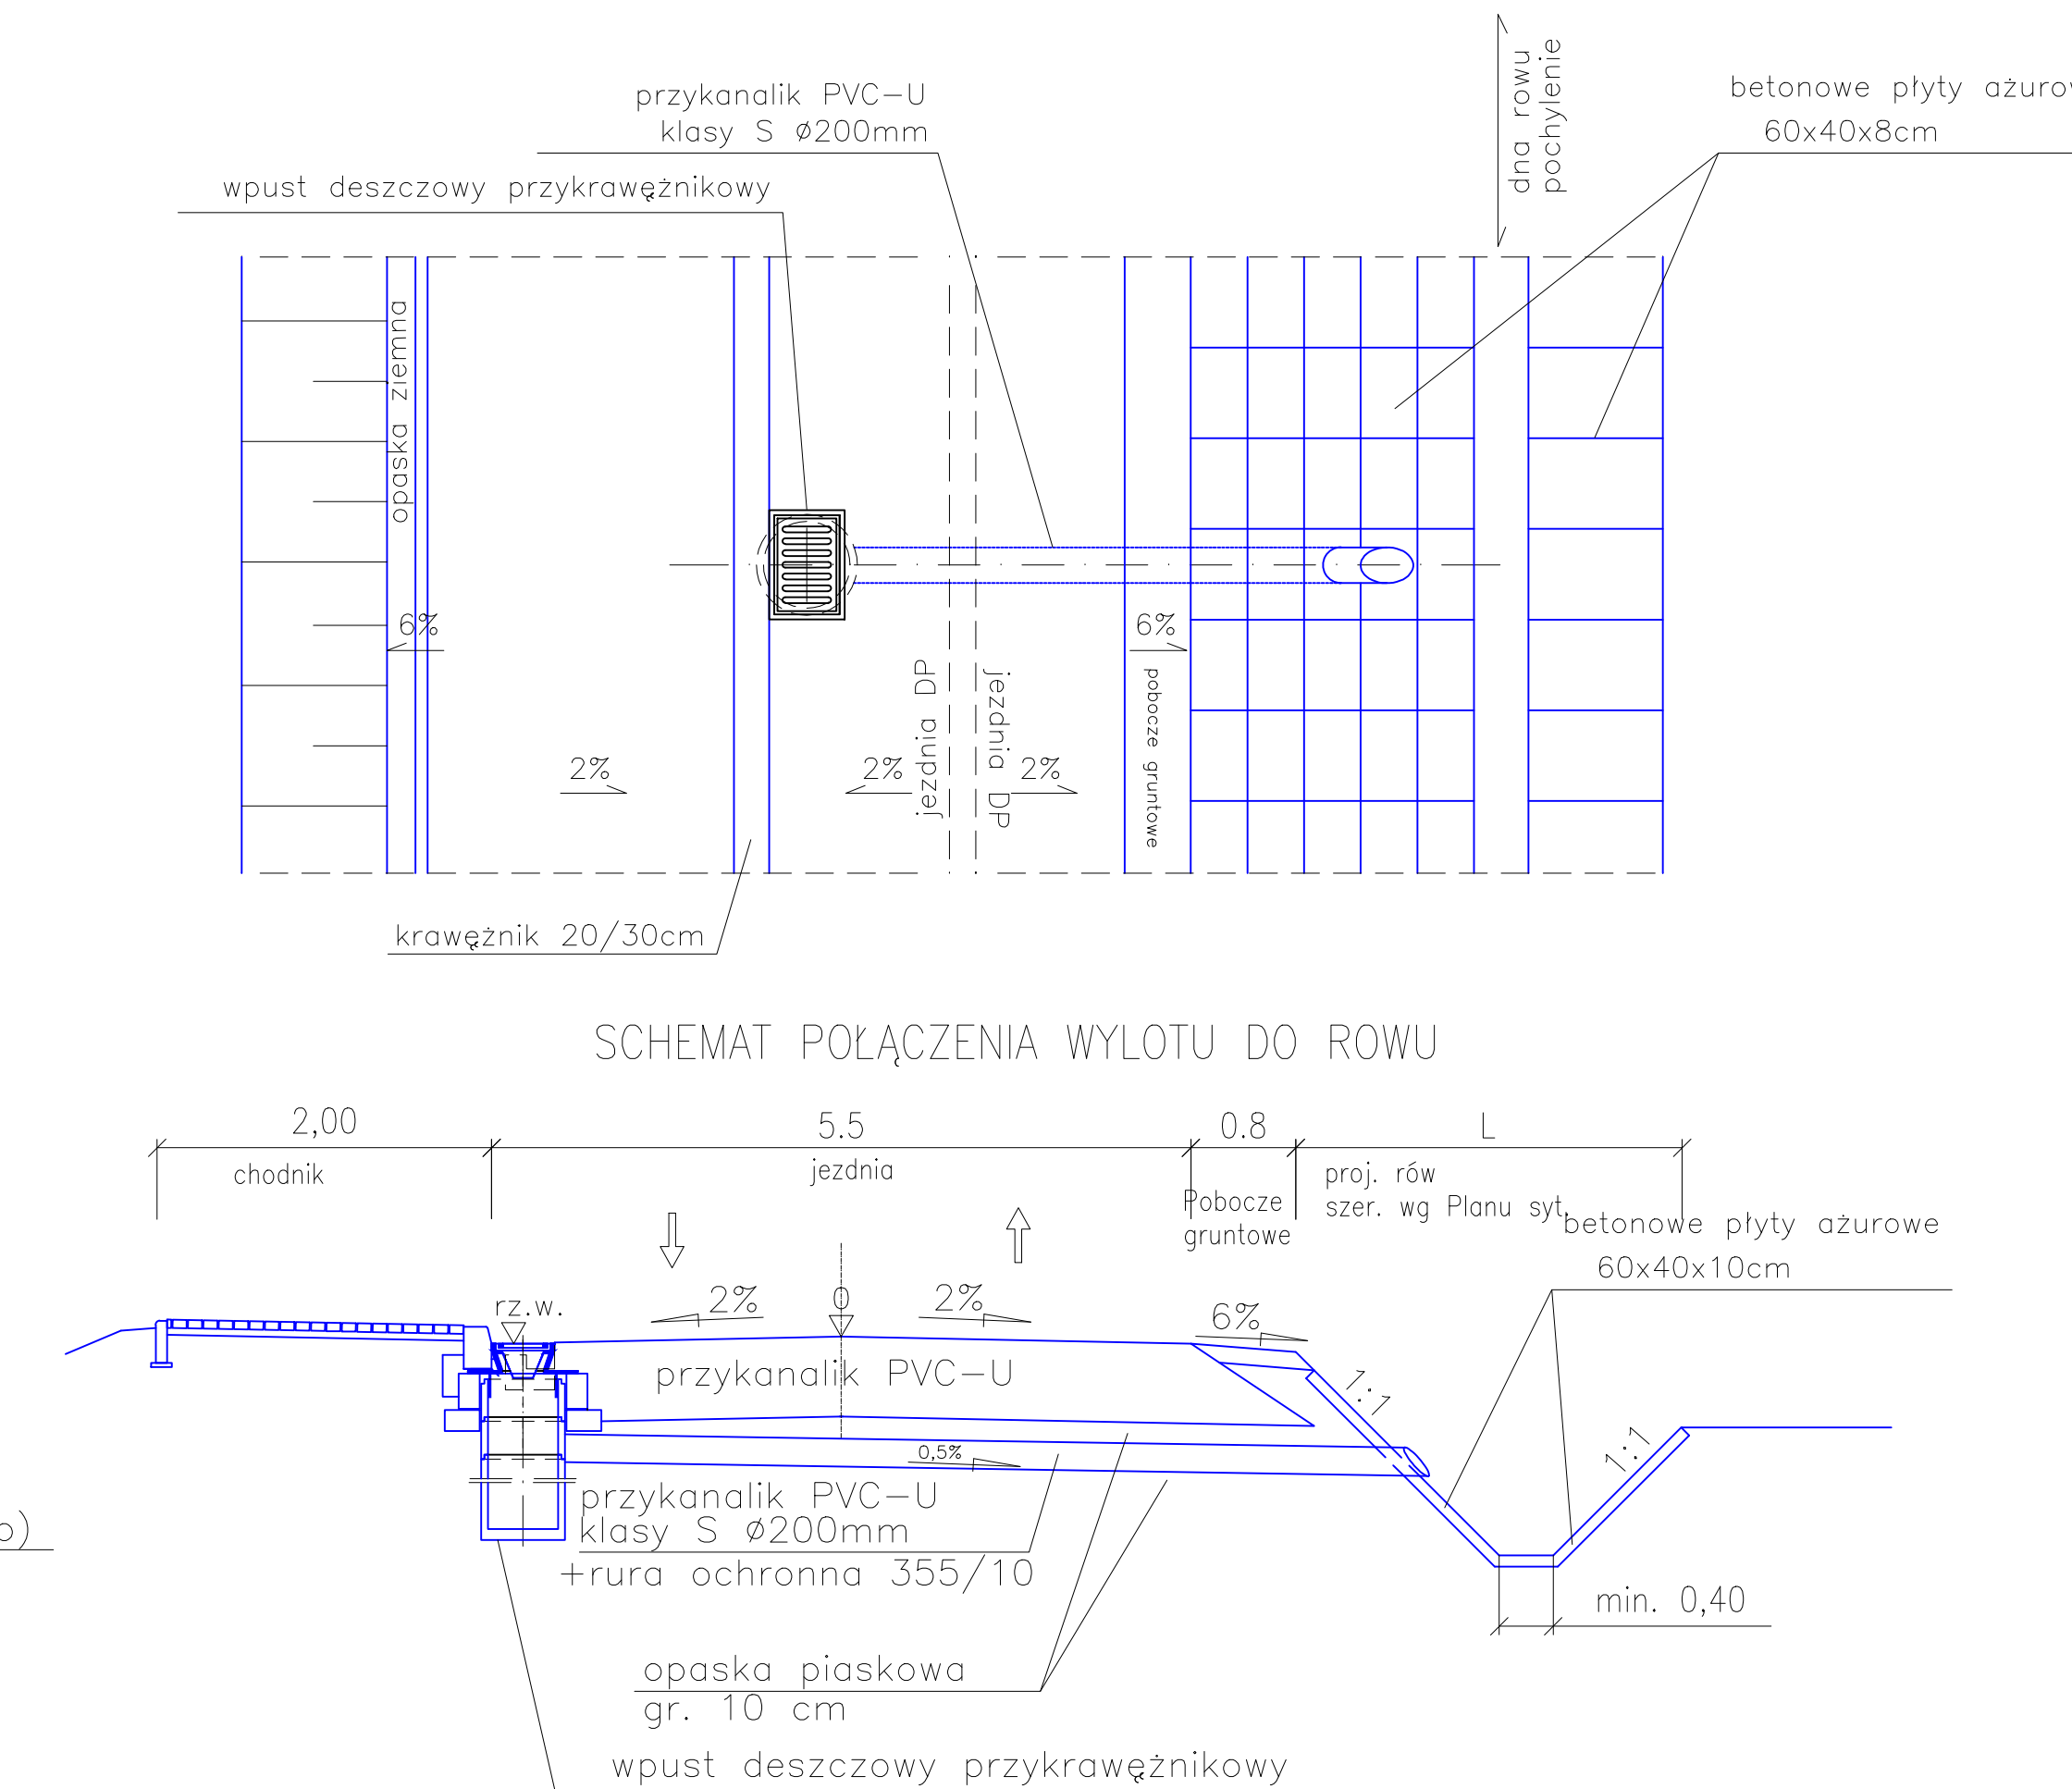 przykanalik PVC-U
klasy S ø200mm
wpust deszczowy przykrawężnikowy
dna rowu
pochylenie
betonowe płyty ażurow
60x40x8cm
opaska ziemna
6%
6%
jezdnia DP
jezdnia DP
pobocze gruntowe
2%
2%
2%
krawężnik 20/30cm
SCHEMAT POŁĄCZENIA WYLOTU DO ROWU
2,00
5.5
0.8
L
chodnik
jezdnia
Pobocze
gruntowe
proj. rów
szer. wg Planu syt.
betonowe płyty ażurowe
60x40x10cm
rz.w.
2%
0
2%
6%
przykanalik PVC-U
1:1
1:1
0,5%
przykanalik PVC-U
klasy S ø200mm
+rura ochronna 355/10
min. 0,40
opaska piaskowa
gr. 10 cm
wpust deszczowy przykrawężnikowy